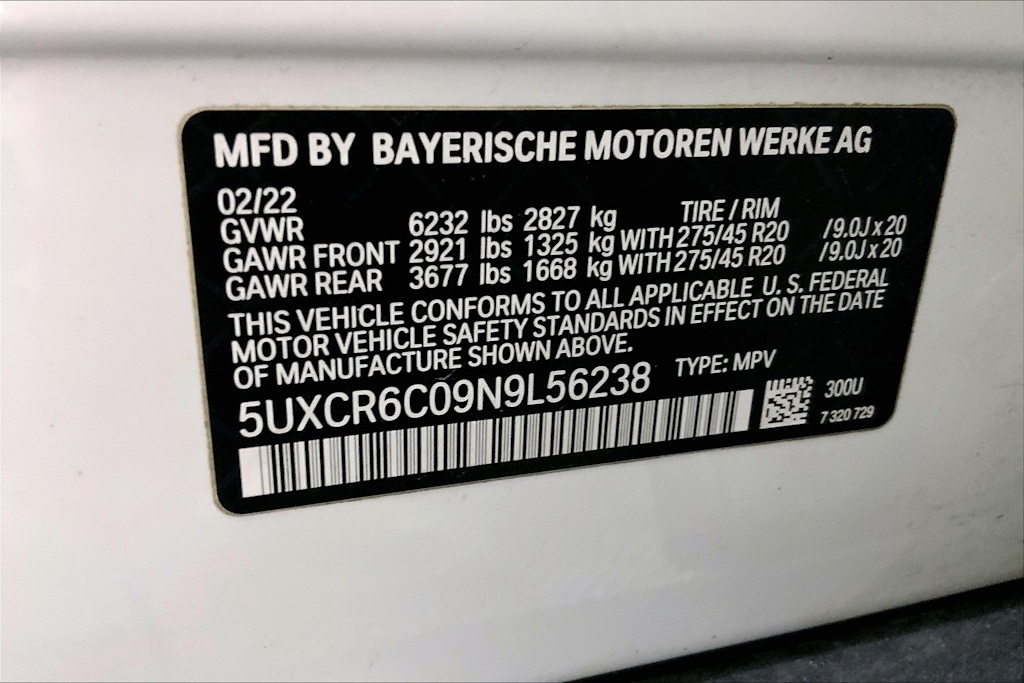 MFD BY BAYERISCHE MOTOREN WERKE AG
02/22
GVWR 6232 lbs 2827 kg TIRE / RIM
GAWR FRONT 2921 lbs 1325 kg WITH 275/45 R20 /9.0J x 20
GAWR REAR 3677 lbs 1668 kg WITH 275/45 R20 /9.0J x 20
THIS VEHICLE CONFORMS TO ALL APPLICABLE U. S. FEDERAL
MOTOR VEHICLE SAFETY STANDARDS IN EFFECT ON THE DATE
OF MANUFACTURE SHOWN ABOVE.
5UXCR6C09N9L56238 TYPE: MPV
300U
7 320 729